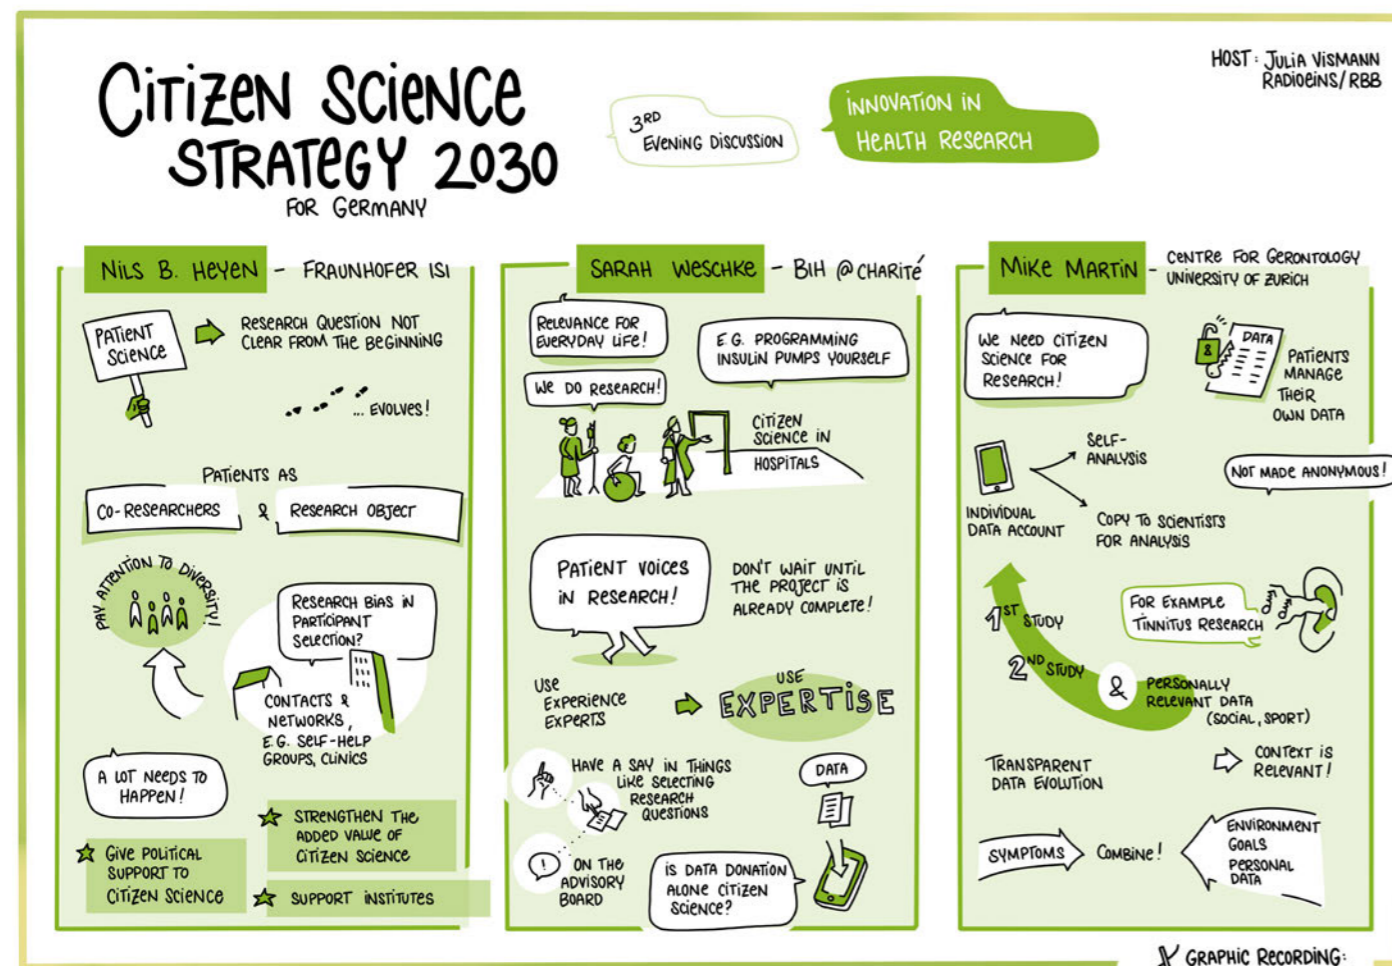 CITIZEN SCIENCE
STRATEGY 2030
FOR GERMANY
3RD
EVENING DISCUSSION
INNOVATION IN
HEALTH RESEARCH
HOST: JULIA VISMANN
RADIOEINS/RBB
NILS B. HEYEN - FRAUNHOFER ISI
PATIENT
SCIENCE
RESEARCH QUESTION NOT
CLEAR FROM THE BEGINNING
... EVOLVES!
PATIENTS AS
CO-RESEARCHERS & RESEARCH OBJECT
PAY ATTENTION TO DIVERSITY!
RESEARCH BIAS IN
PARTICIPANT
SELECTION?
CONTACTS &
NETWORKS,
E.G. SELF-HELP
GROUPS, CLINICS
A LOT NEEDS TO
HAPPEN!
STRENGTHEN THE
ADDED VALUE OF
CITIZEN SCIENCE
GIVE POLITICAL
SUPPORT TO
CITIZEN SCIENCE
SUPPORT INSTITUTES
SARAH WESCHKE - BIH @ CHARITÉ
RELEVANCE FOR
EVERYDAY LIFE!
E.G. PROGRAMMING
INSULIN PUMPS YOURSELF
WE DO RESEARCH!
CITIZEN
SCIENCE IN
HOSPITALS
PATIENT VOICES
IN RESEARCH!
DON'T WAIT UNTIL
THE PROJECT IS
ALREADY COMPLETE!
USE
EXPERIENCE
EXPERTS
USE
EXPERTISE
HAVE A SAY IN THINGS
LIKE SELECTING
RESEARCH
QUESTIONS
DATA
!
ON THE
ADVISORY
BOARD
IS DATA DONATION
ALONE CITIZEN
SCIENCE?
MIKE MARTIN - CENTRE FOR GERONTOLOGY
UNIVERSITY OF ZURICH
WE NEED CITIZEN
SCIENCE FOR
RESEARCH!
DATA
PATIENTS
MANAGE
THEIR
OWN DATA
SELF-
ANALYSIS
NOT MADE ANONYMOUS!
INDIVIDUAL
DATA ACCOUNT
COPY TO SCIENTISTS
FOR ANALYSIS
1ST STUDY
FOR EXAMPLE
TINNITUS RESEARCH
2ND STUDY
& PERSONALLY
RELEVANT DATA
(SOCIAL, SPORT)
TRANSPARENT
DATA EVOLUTION
CONTEXT IS
RELEVANT!
SYMPTOMS COMBINE!
ENVIRONMENT
GOALS
PERSONAL
DATA
GRAPHIC RECORDING: